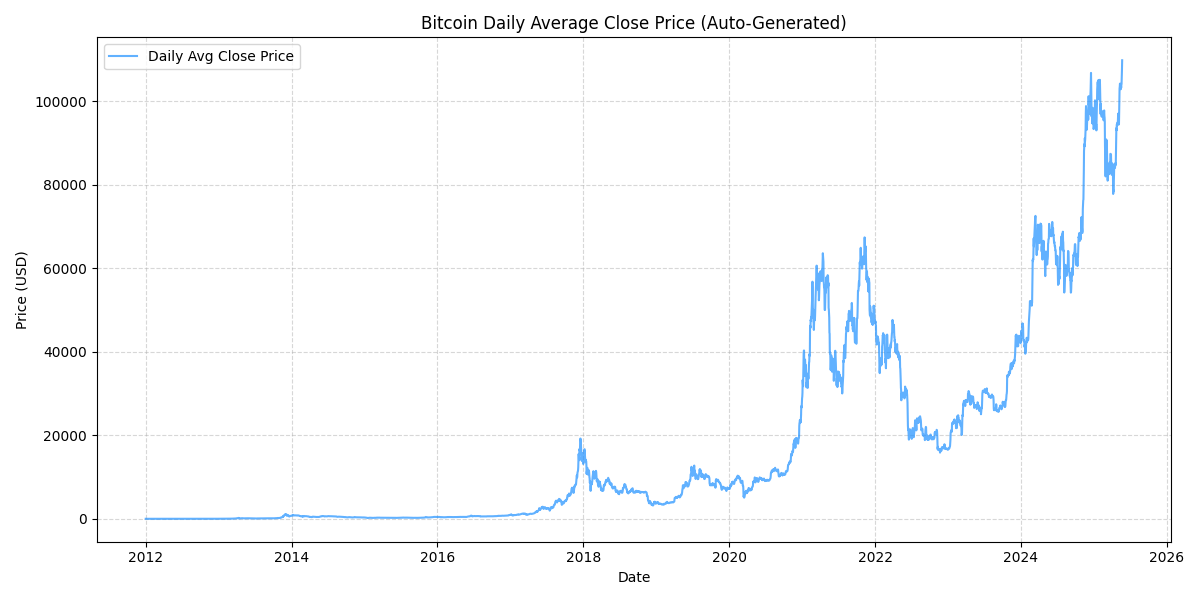 Bitcoin Daily Average Close Price (Auto-Generated)
Daily Avg Close Price
Price (USD)
100000
80000
60000
40000
20000
0
2012 2014 2016 2018 2020 2022 2024 2026
Date